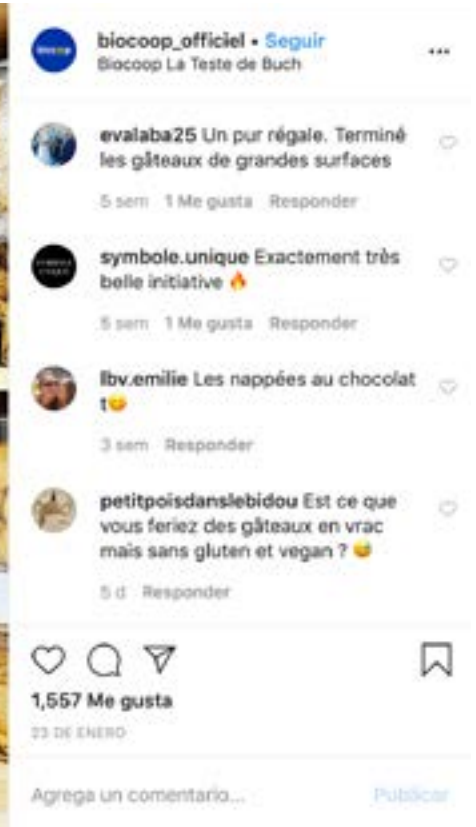 biocoop_officiel • Seguir
Biocoop La Teste de Buch
evalaba25 Un pur régale. Terminé
les gâteaux de grandes surfaces
5 sem 1 Me gusta Responder
symbole.unique Exactement très
belle initiative 🔥
5 sem 1 Me gusta Responder
lbv.emilie Les nappées au chocolat
t😋
3 sem Responder
petitpoisdanslebidou Est ce que
vous feriez des gâteaux en vrac
mais sans gluten et vegan ? 😅
5 d Responder
1,557 Me gusta
23 DE ENERO
Agrega un comentario... Publicar